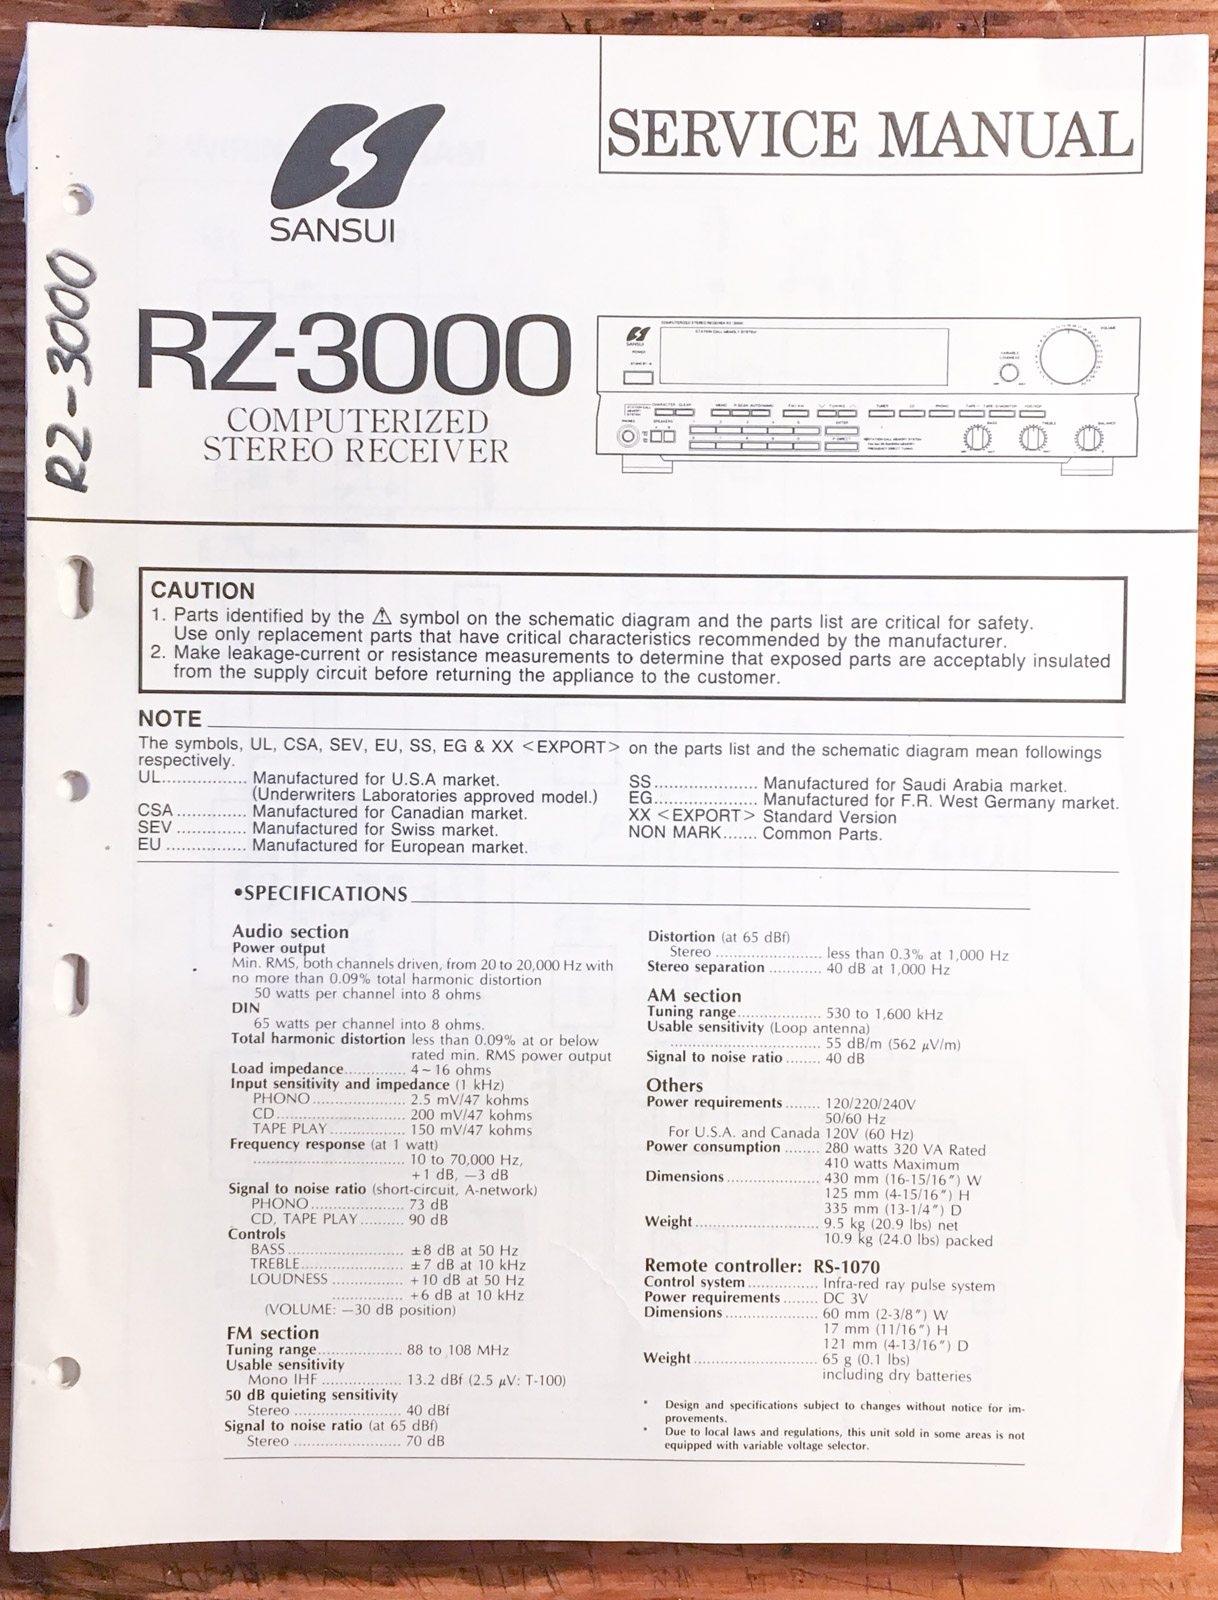 SERVICE MANUAL
SANSUI
RZ-3000
RZ-3000
COMPUTERIZED
STEREO RECEIVER
SANSUI
POWER
VOLUME
CHARACTER CLEAR
MEMO
TUNING
TUNER
CD
PHONO
PHONES
SPEAKERS
ENTER
BASS
TREBLE
BALANCE
CAUTION
1. Parts identified by the ⚠ symbol on the schematic diagram and the parts list are critical for safety.
Use only replacement parts that have critical characteristics recommended by the manufacturer.
2. Make leakage-current or resistance measurements to determine that exposed parts are acceptably insulated
from the supply circuit before returning the appliance to the customer.
NOTE
The symbols, UL, CSA, SEV, EU, SS, EG & XX <EXPORT> on the parts list and the schematic diagram mean followings
respectively.
UL................ Manufactured for U.S.A market.
(Underwriters Laboratories approved model.)
CSA ............. Manufactured for Canadian market.
SEV ............. Manufactured for Swiss market.
EU ............... Manufactured for European market.
SS .................... Manufactured for Saudi Arabia market.
EG..................... Manufactured for F.R. West Germany market.
XX <EXPORT> Standard Version
NON MARK....... Common Parts.
•SPECIFICATIONS
Audio section
Power output
Min. RMS, both channels driven, from 20 to 20,000 Hz with
no more than 0.09% total harmonic distortion
50 watts per channel into 8 ohms
DIN
65 watts per channel into 8 ohms.
Total harmonic distortion less than 0.09% at or below
rated min. RMS power output
Load impedance............. 4~16 ohms
Input sensitivity and impedance (1 kHz)
PHONO.................... 2.5 mV/47 kohms
CD............................ 200 mV/47 kohms
TAPE PLAY................ 150 mV/47 kohms
Frequency response (at 1 watt)
................................. 10 to 70,000 Hz,
+1 dB, −3 dB
Signal to noise ratio (short-circuit, A-network)
PHONO.................... 73 dB
CD, TAPE PLAY.......... 90 dB
Controls
BASS......................... ±8 dB at 50 Hz
TREBLE...................... ±7 dB at 10 kHz
LOUDNESS ................ +10 dB at 50 Hz
....................... +6 dB at 10 kHz
(VOLUME: −30 dB position)
FM section
Tuning range.................. 88 to 108 MHz
Usable sensitivity
Mono IHF ................. 13.2 dBf (2.5 μV: T-100)
50 dB quieting sensitivity
Stereo ....................... 40 dBf
Signal to noise ratio (at 65 dBf)
Stereo ....................... 70 dB
Distortion (at 65 dBf)
Stereo ....................... less than 0.3% at 1,000 Hz
Stereo separation ........... 40 dB at 1,000 Hz
AM section
Tuning range.................. 530 to 1,600 kHz
Usable sensitivity (Loop antenna)
................................. 55 dB/m (562 μV/m)
Signal to noise ratio ........ 40 dB
Others
Power requirements ........ 120/220/240V
50/60 Hz
For U.S.A. and Canada 120V (60 Hz)
Power consumption ........ 280 watts 320 VA Rated
410 watts Maximum
Dimensions .................... 430 mm (16-15/16″) W
125 mm (4-15/16″) H
335 mm (13-1/4″) D
Weight........................... 9.5 kg (20.9 lbs) net
10.9 kg (24.0 lbs) packed
Remote controller: RS-1070
Control system ............... Infra-red ray pulse system
Power requirements ........ DC 3V
Dimensions .................... 60 mm (2-3/8″) W
17 mm (11/16″) H
121 mm (4-13/16″) D
Weight ........................... 65 g (0.1 lbs)
including dry batteries
* Design and specifications subject to changes without notice for im-
provements.
* Due to local laws and regulations, this unit sold in some areas is not
equipped with variable voltage selector.